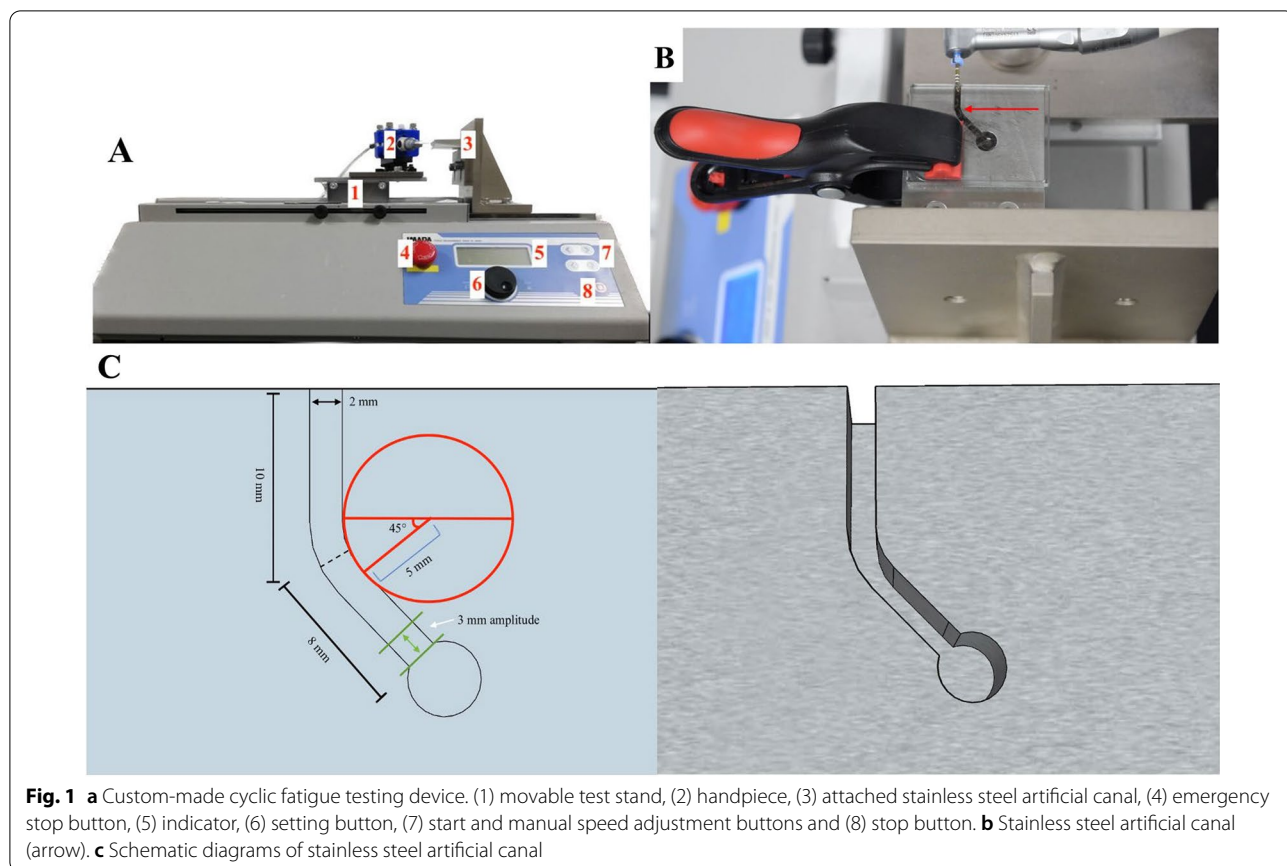 A
B
1
2
3
IMADA
4
5
6
7
8
C
2 mm
10 mm
45°
5 mm
3 mm amplitude
8 mm
Fig. 1 a Custom-made cyclic fatigue testing device. (1) movable test stand, (2) handpiece, (3) attached stainless steel artificial canal, (4) emergency
stop button, (5) indicator, (6) setting button, (7) start and manual speed adjustment buttons and (8) stop button. b Stainless steel artificial canal
(arrow). c Schematic diagrams of stainless steel artificial canal